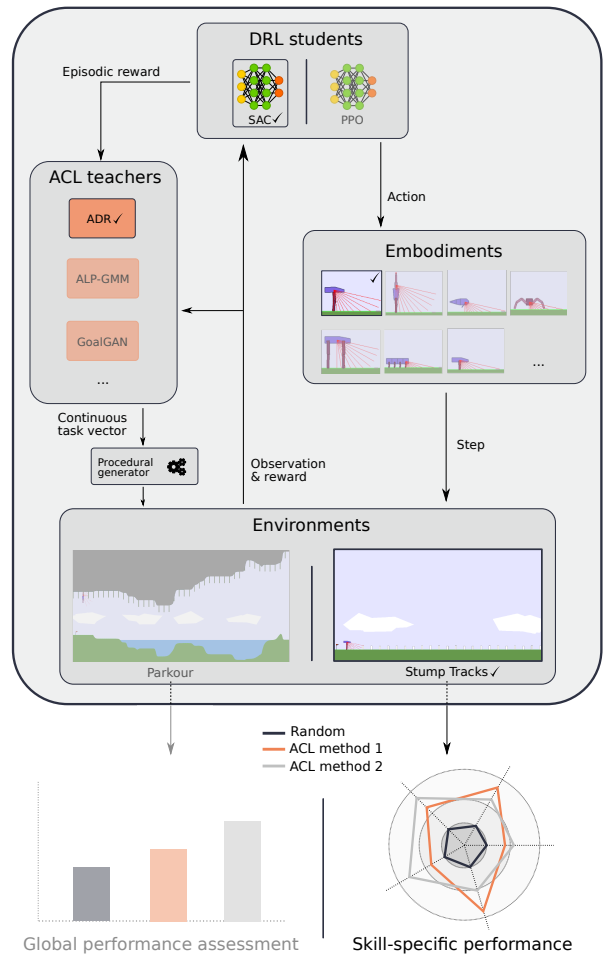 DRL students
SAC ✓
PPO
Episodic reward
ACL teachers
ADR ✓
ALP-GMM
GoalGAN
...
Action
Embodiments
✓
...
Continuous
task vector
Procedural
generator
Observation
& reward
Step
Environments
Parkour
Stump Tracks ✓
Random
ACL method 1
ACL method 2
Global performance assessment
Skill-specific performance